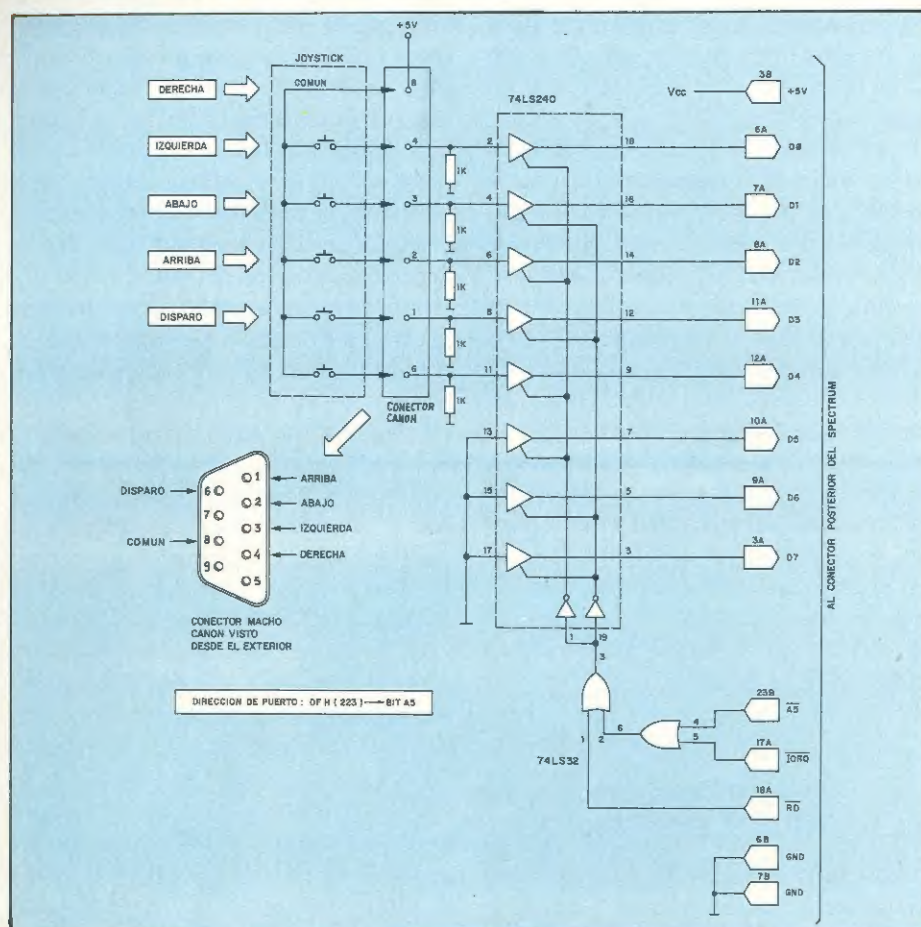 +5V
JOYSTICK
COMUN
8
DERECHA
IZQUIERDA
ABAJO
ARRIBA
DISPARO
4
3
2
1
6
1K
1K
1K
1K
1K
CONECTOR
CANON
74LS240
2
18
4
16
6
14
8
12
11
9
13
7
15
5
17
3
1
19
Vcc
3B
+5V
6A
D0
7A
D1
8A
D2
11A
D3
12A
D4
10A
D5
9A
D6
3A
D7
AL CONECTOR POSTERIOR DEL SPECTRUM
DISPARO
6
7
COMUN
8
9
1
ARRIBA
2
ABAJO
3
IZQUIERDA
4
DERECHA
5
CONECTOR MACHO
CANON VISTO
DESDE EL EXTERIOR
DIRECCION DE PUERTO : DF H ( 223 ) → BIT A5
3
1
2
74LS32
6
4
5
23B
A5
17A
IORQ
18A
RD
6B
GND
7B
GND